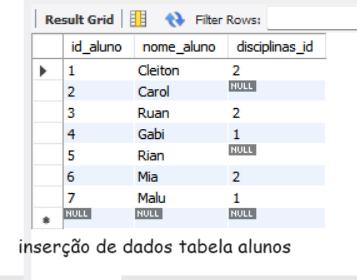 Result Grid Filter Rows:
id_aluno nome_aluno disciplinas_id
1 Cleiton 2
2 Carol NULL
3 Ruan 2
4 Gabi 1
5 Rian NULL
6 Mia 2
7 Malu 1
NULL NULL NULL
inserção de dados tabela alunos